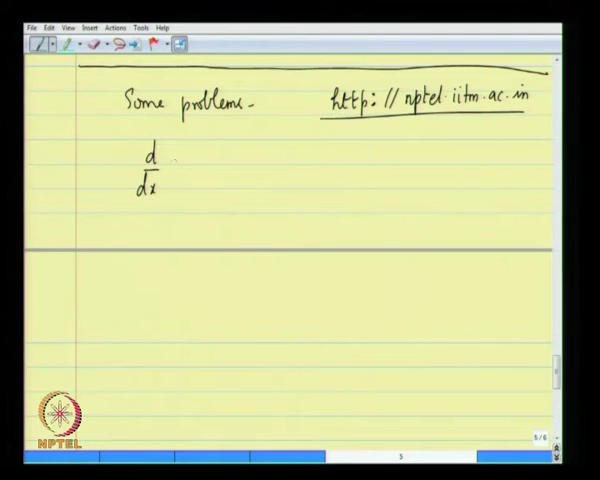 File Edit View Insert Actions Tools Help
Some problems - http://nptel.iitm.ac.in
d
dx
5/6
NPTEL
5